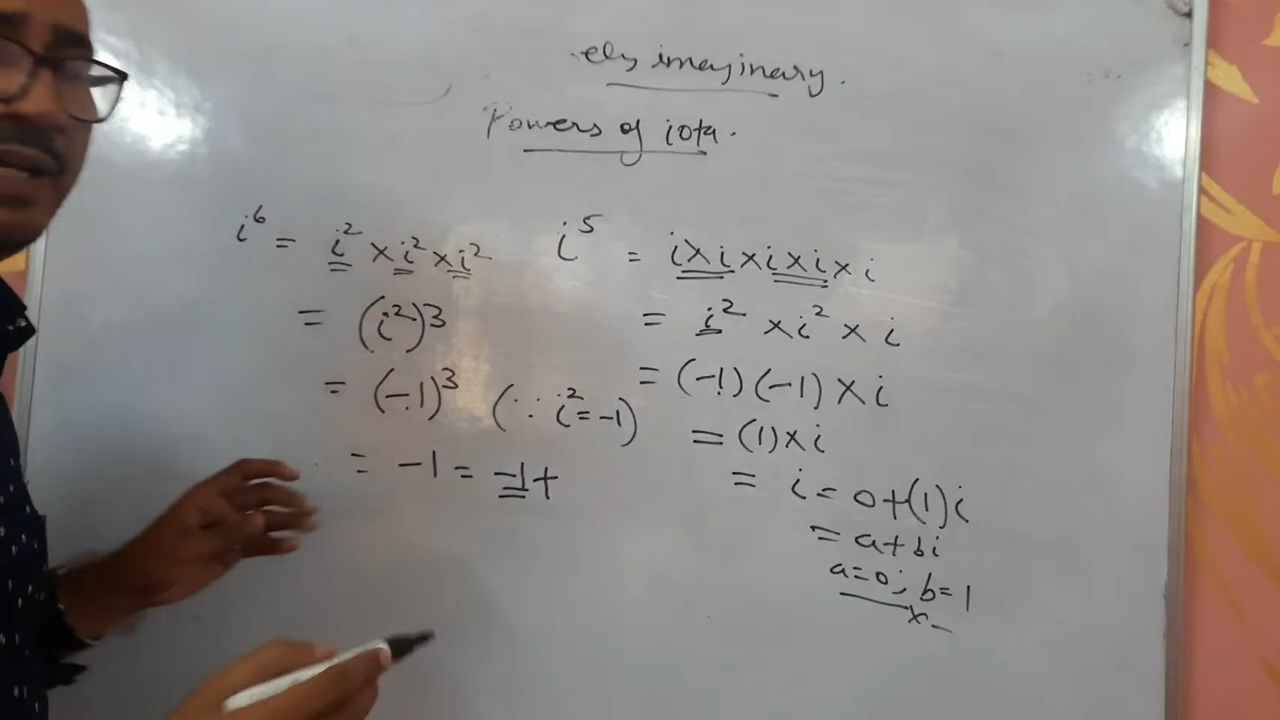 ely imaginary.
Powers of iota.
i⁶ = i² × i² × i²
= (i²)³
= (-1)³ (∵ i² = -1)
= -1 = -1+
i⁵ = i×i×i×i×i
= i² × i² × i
= (-1)(-1) × i
= (1)×i
= i = 0+(1)i
= a+bi
a=0; b=1